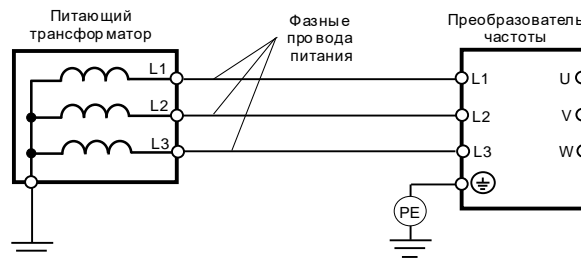 Питающий
трансформатор
Фазные
провода
питания
Преобразователь
частоты
L1
L2
L3
L1
L2
L3
U
V
W
PE